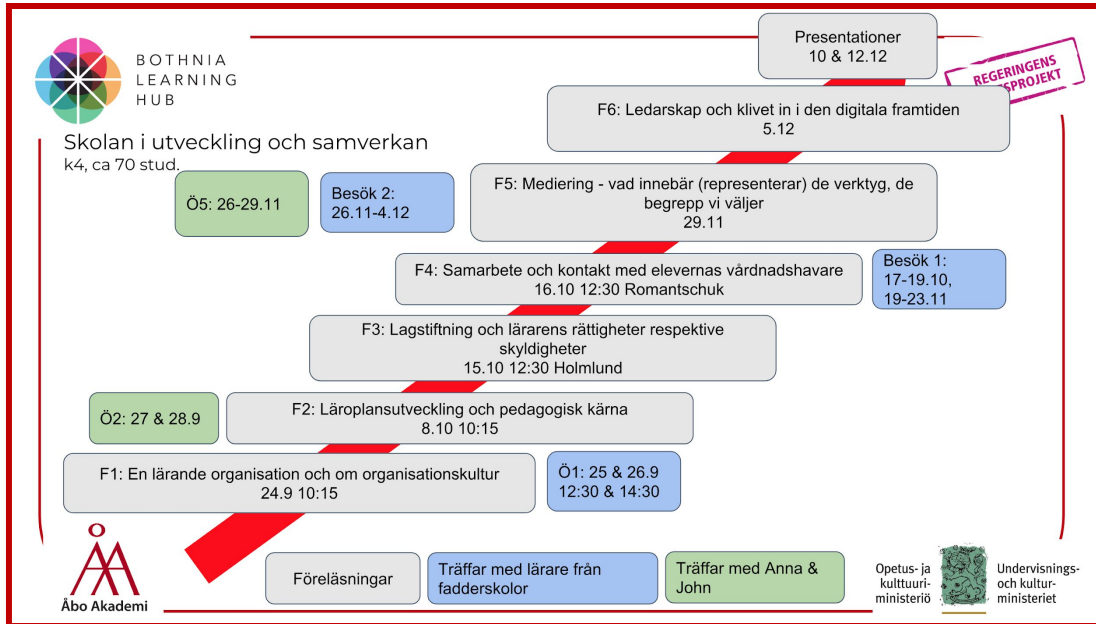 Presentationer
10 & 12.12
BOTHNIA
LEARNING
HUB
REGERINGENS
F6: Ledarskap och klivet in i den digitala framtiden
5.12
Skolan i utveckling och samverkan
k4, ca 70 stud.
Ö5: 26-29.11
Besök 2:
26.11-4.12
F5: Mediering - vad innebär (representerar) de verktyg, de
begrepp vi väljer
29.11
F4: Samarbete och kontakt med elevernas vårdnadshavare
16.10 12:30 Romantschuk
Besök 1:
17-19.10,
19-23.11
F3: Lagstiftning och lärarens rättigheter respektive
skyldigheter
15.10 12:30 Holmlund
Ö2: 27 & 28.9
F2: Läroplansutveckling och pedagogisk kärna
8.10 10:15
F1: En lärande organisation och om organisationskultur
24.9 10:15
Ö1: 25 & 26.9
12:30 & 14:30
Åbo Akademi
Föreläsningar
Träffar med lärare från
fadderskolor
Träffar med Anna &
John
Opetus- ja
kulttuuri-
ministeriö
Undervisnings-
och kultur-
ministeriet